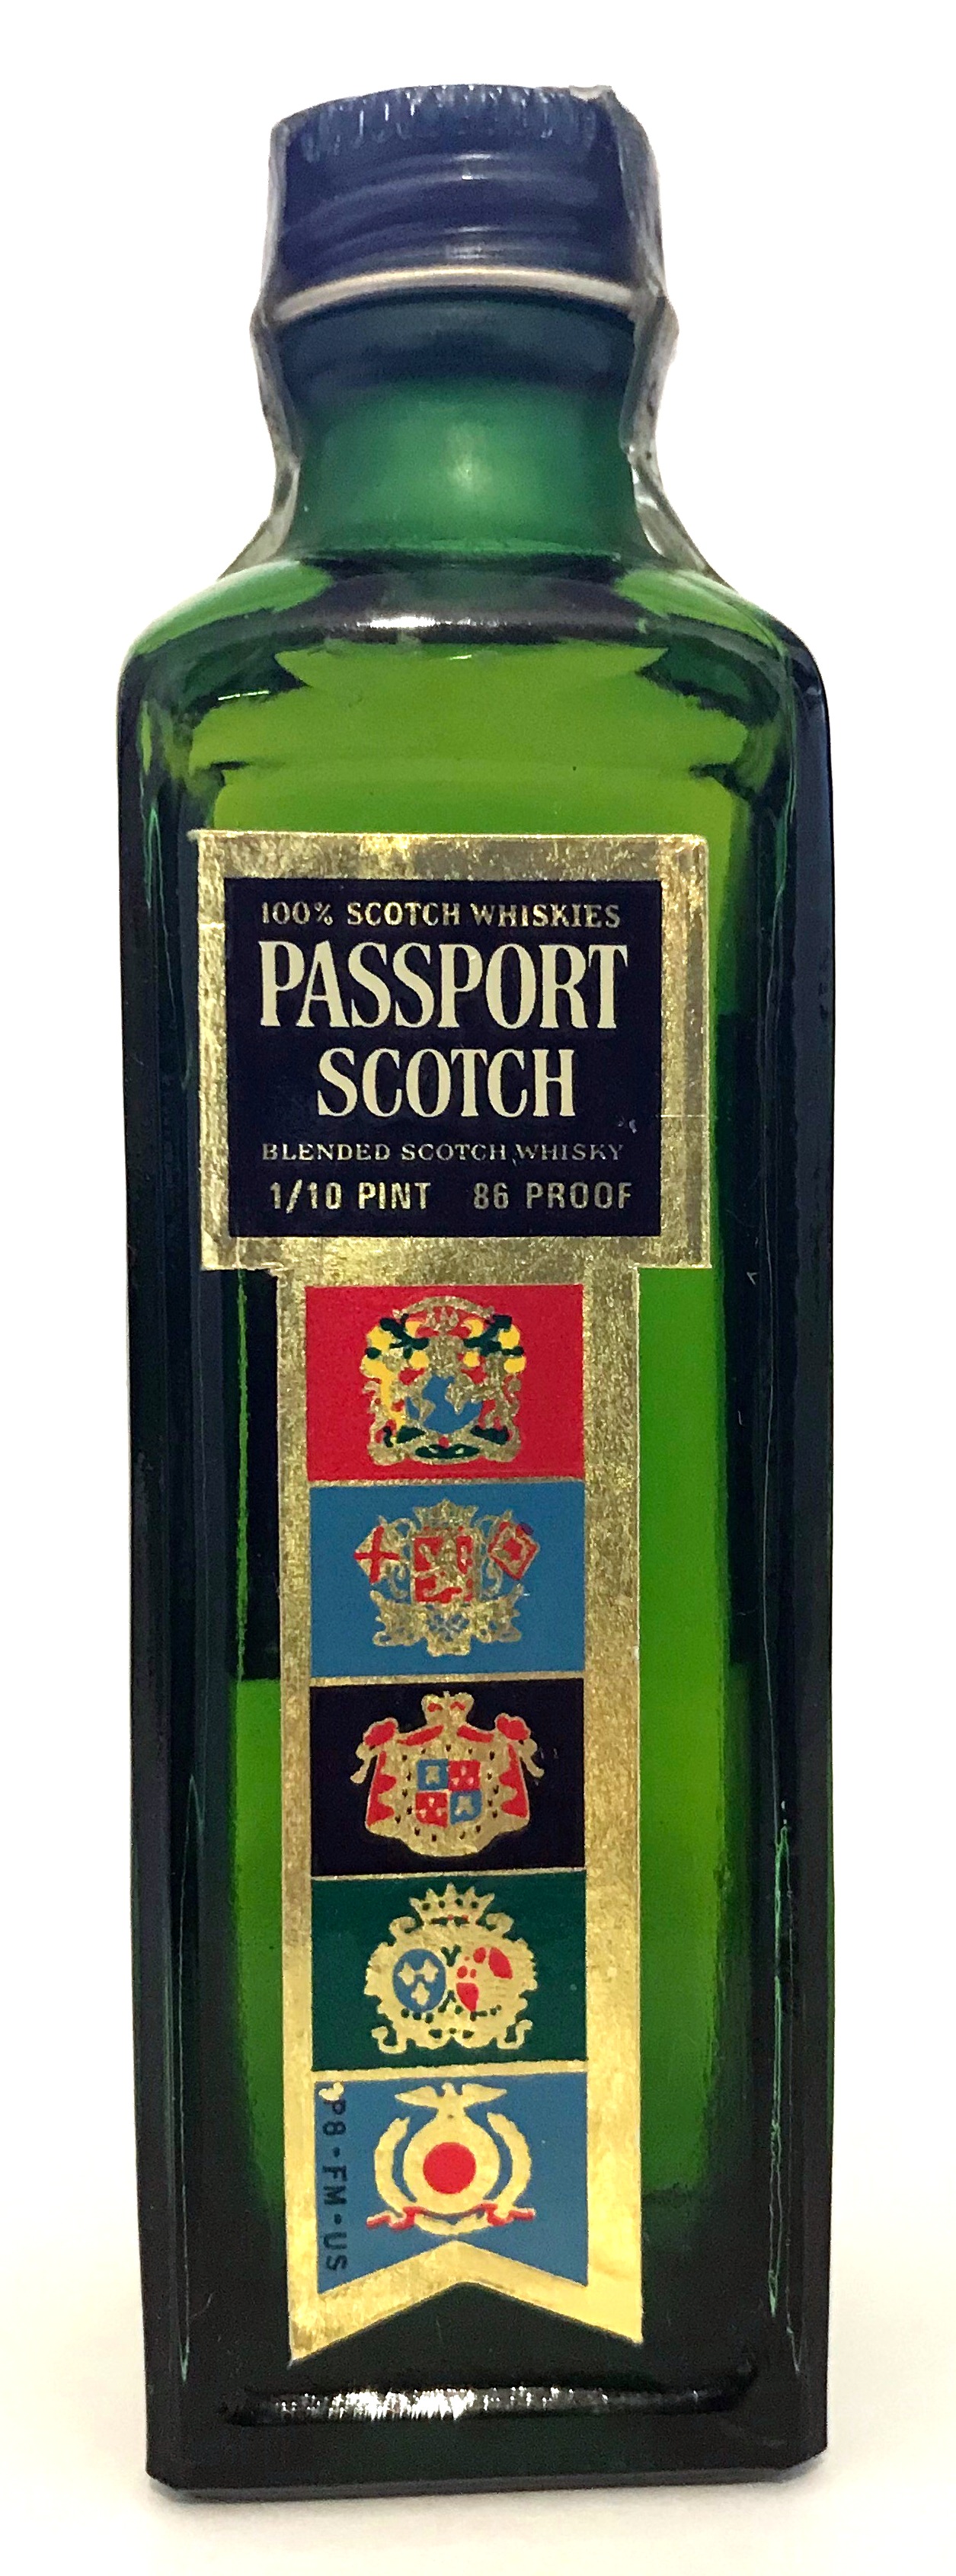 100% SCOTCH WHISKIES
PASSPORT
SCOTCH
BLENDED SCOTCH WHISKY
1/10 PINT 86 PROOF
P8-FM-US